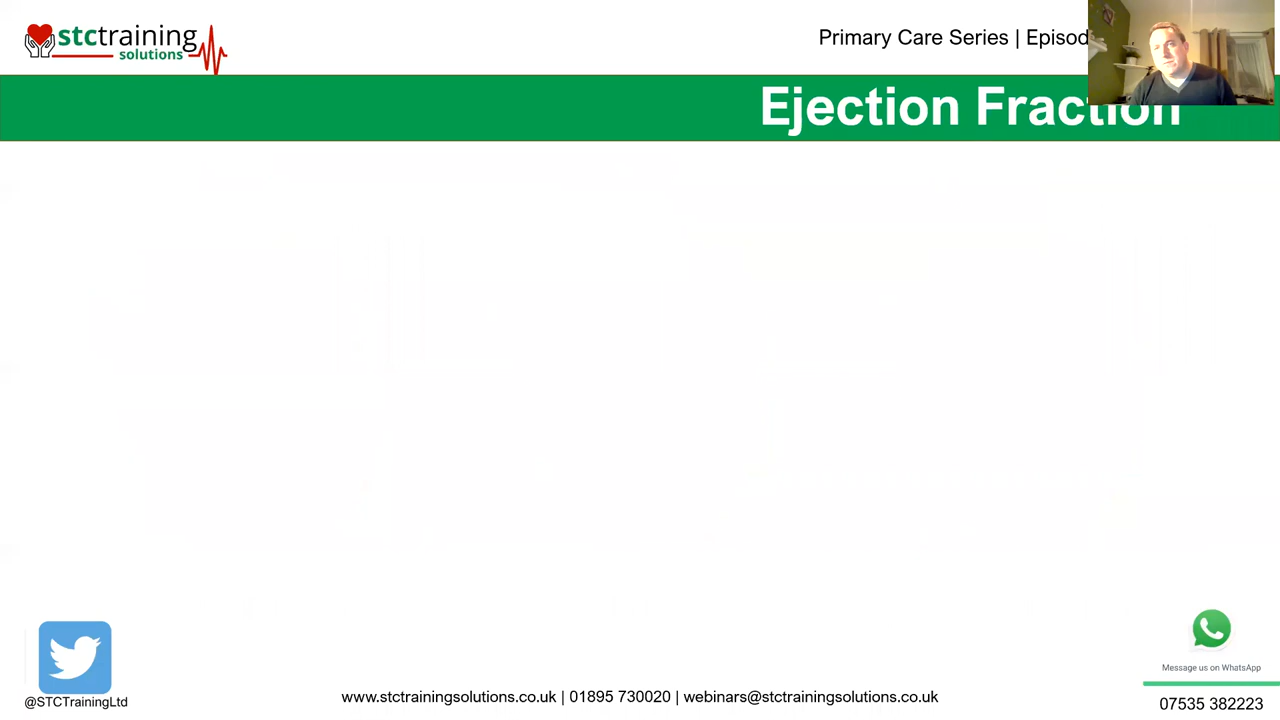 stctraining
solutions
Primary Care Series | Episod
Ejection Fraction
@STCTrainingLtd
www.stctrainingsolutions.co.uk | 01895 730020 | webinars@stctrainingsolutions.co.uk
Message us on WhatsApp
07535 382223